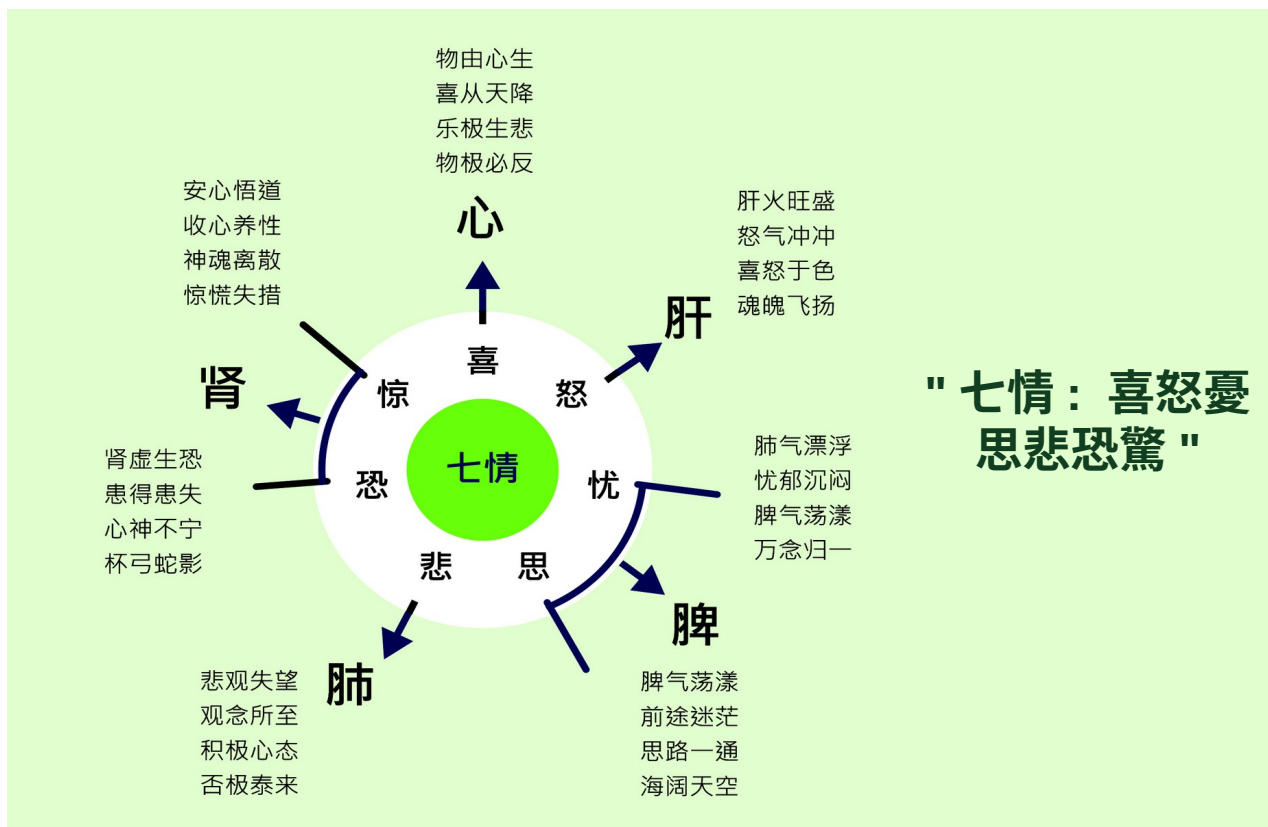 物由心生
喜从天降
乐极生悲
物极必反
心
肝火旺盛
怒气冲冲
喜怒于色
魂魄飞扬
肝
肺气漂浮
忧郁沉闷
脾气荡漾
万念归一
脾
脾气荡漾
前途迷茫
思路一通
海阔天空
肺
悲观失望
观念所至
积极心态
否极泰来
肾虚生恐
患得患失
心神不宁
杯弓蛇影
肾
安心悟道
收心养性
神魂离散
惊慌失措
喜
怒
忧
思
悲
恐
惊
七情
"七情：喜怒憂
思悲恐驚"